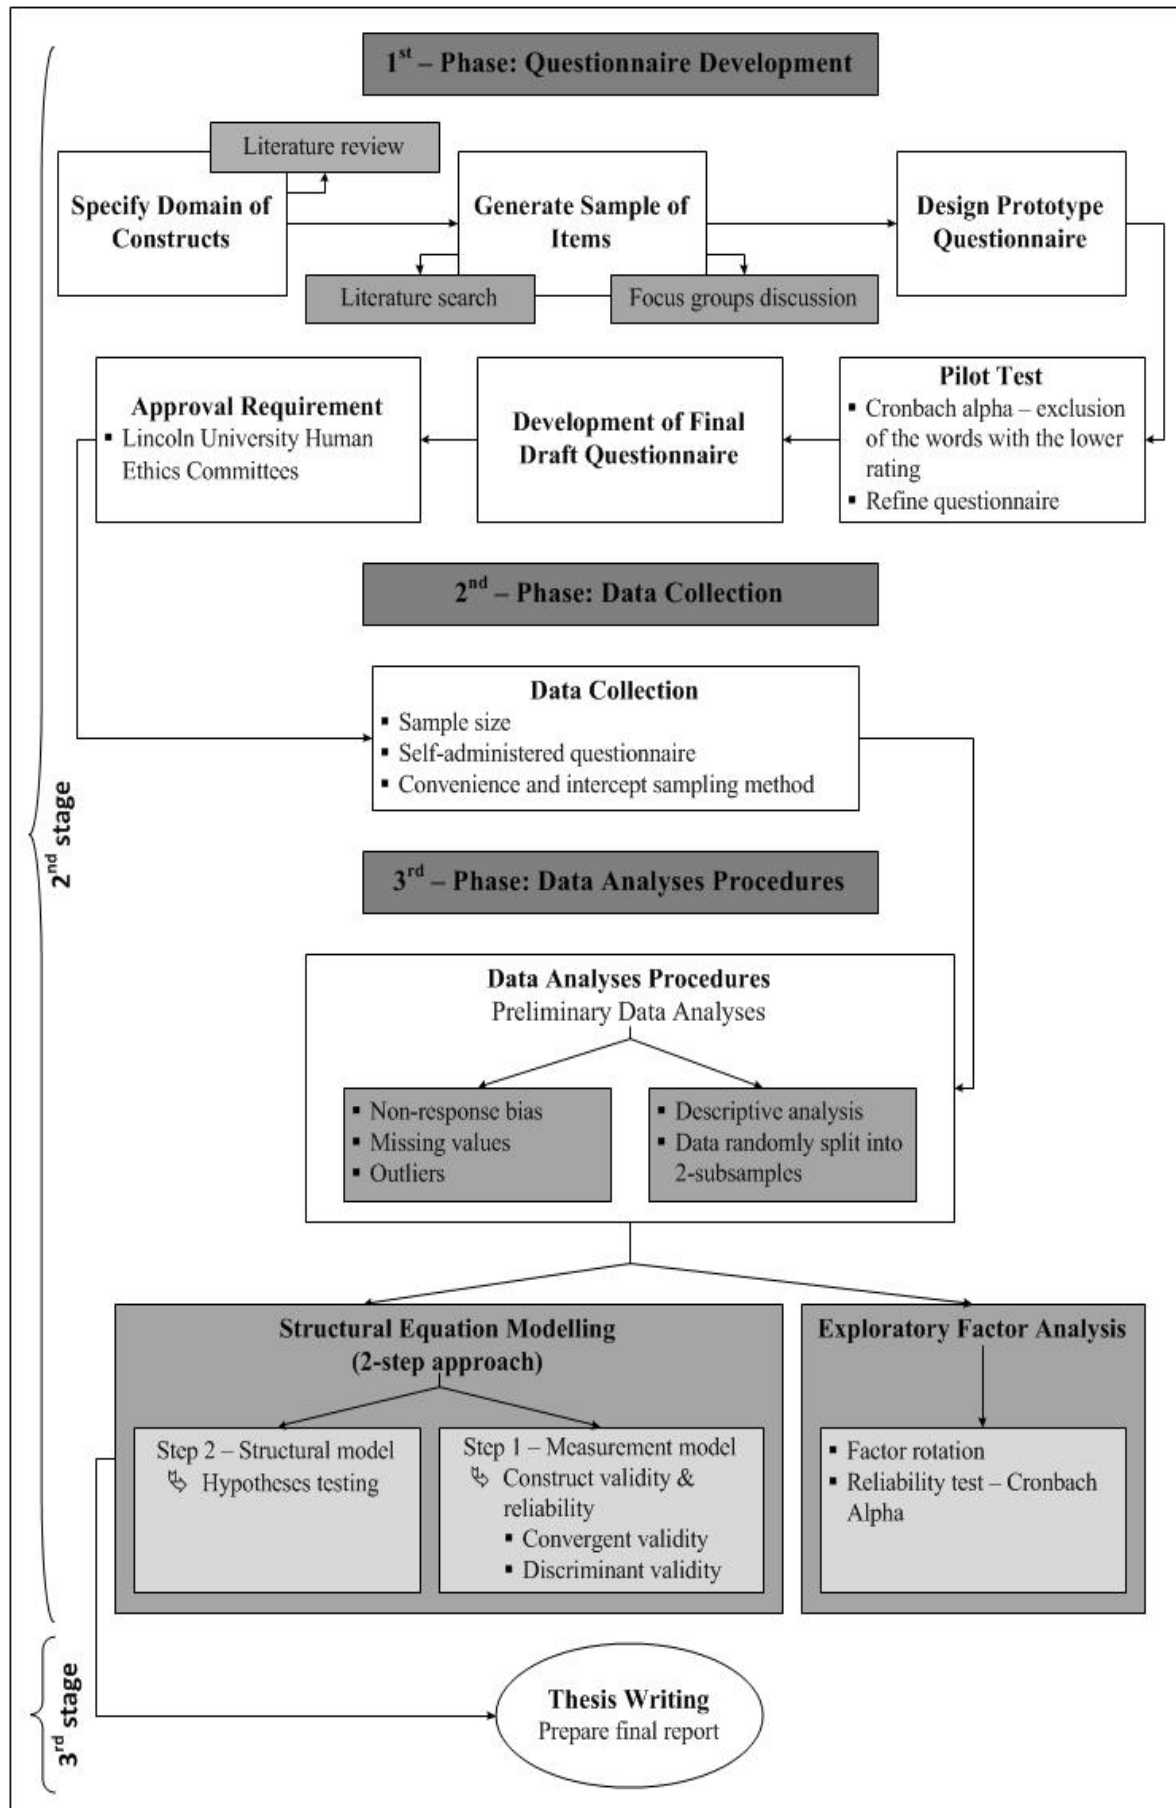 1st – Phase: Questionnaire Development
Literature review
Specify Domain of
Constructs
Generate Sample of
Items
Design Prototype
Questionnaire
Literature search
Focus groups discussion
Pilot Test
▪ Cronbach alpha – exclusion
of the words with the lower
rating
▪ Refine questionnaire
Development of Final
Draft Questionnaire
Approval Requirement
▪ Lincoln University Human
Ethics Committees
2nd – Phase: Data Collection
Data Collection
▪ Sample size
▪ Self-administered questionnaire
▪ Convenience and intercept sampling method
2nd stage
3rd – Phase: Data Analyses Procedures
Data Analyses Procedures
Preliminary Data Analyses
▪ Non-response bias
▪ Missing values
▪ Outliers
▪ Descriptive analysis
▪ Data randomly split into
2-subsamples
Structural Equation Modelling
(2-step approach)
Step 2 – Structural model
Hypotheses testing
Step 1 – Measurement model
Construct validity &
reliability
▪ Convergent validity
▪ Discriminant validity
Exploratory Factor Analysis
▪ Factor rotation
▪ Reliability test – Cronbach
Alpha
3rd stage
Thesis Writing
Prepare final report